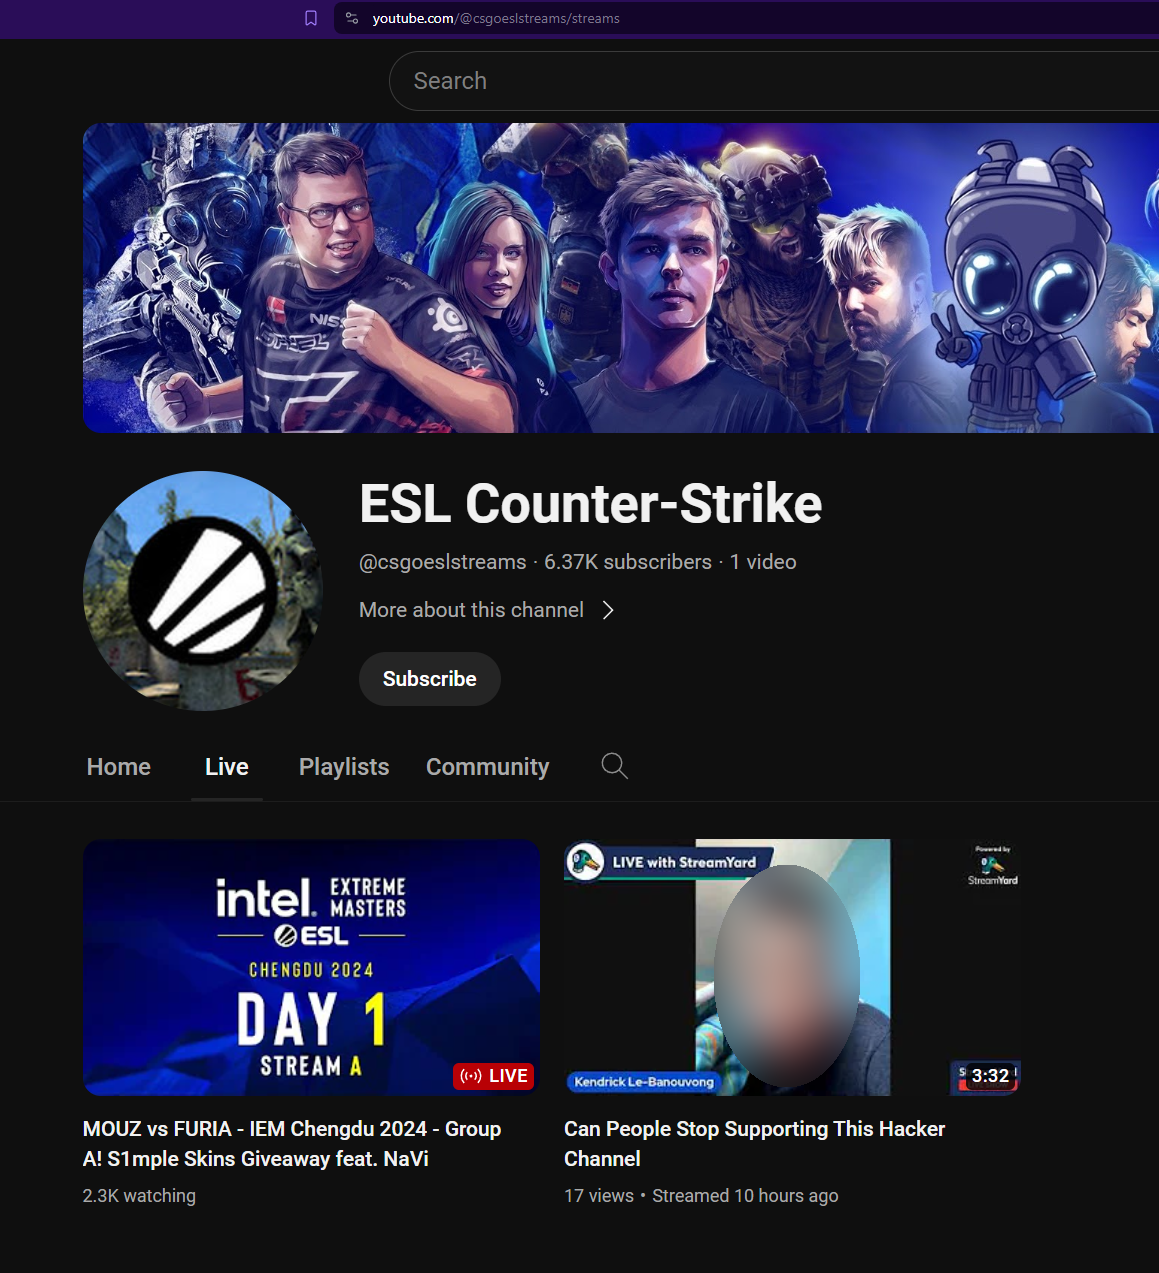 youtube.com/@csgoeslstreams/streams
Search
NIS
ESL Counter-Strike
@csgoeslstreams · 6.37K subscribers · 1 video
More about this channel
Subscribe
Home Live Playlists Community
intel. EXTREME
MASTERS
ESL
CHENGDU 2024
DAY 1
STREAM A
LIVE
MOUZ vs FURIA - IEM Chengdu 2024 - Group
A! S1mple Skins Giveaway feat. NaVi
2.3K watching
LIVE with StreamYard
Powered by
StreamYard
Kendrick Le-Banouvong
3:32
Can People Stop Supporting This Hacker
Channel
17 views • Streamed 10 hours ago